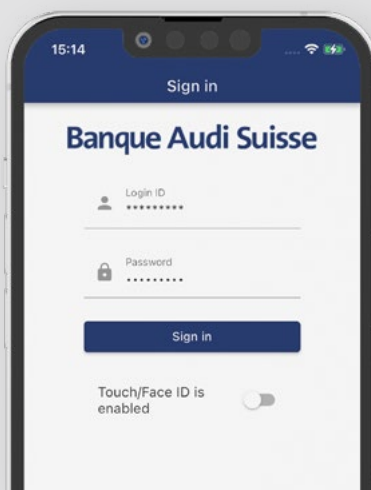 15:14
Sign in
Banque Audi Suisse
Login ID
•••••••••
Password
•••••••••
Sign in
Touch/Face ID is
enabled